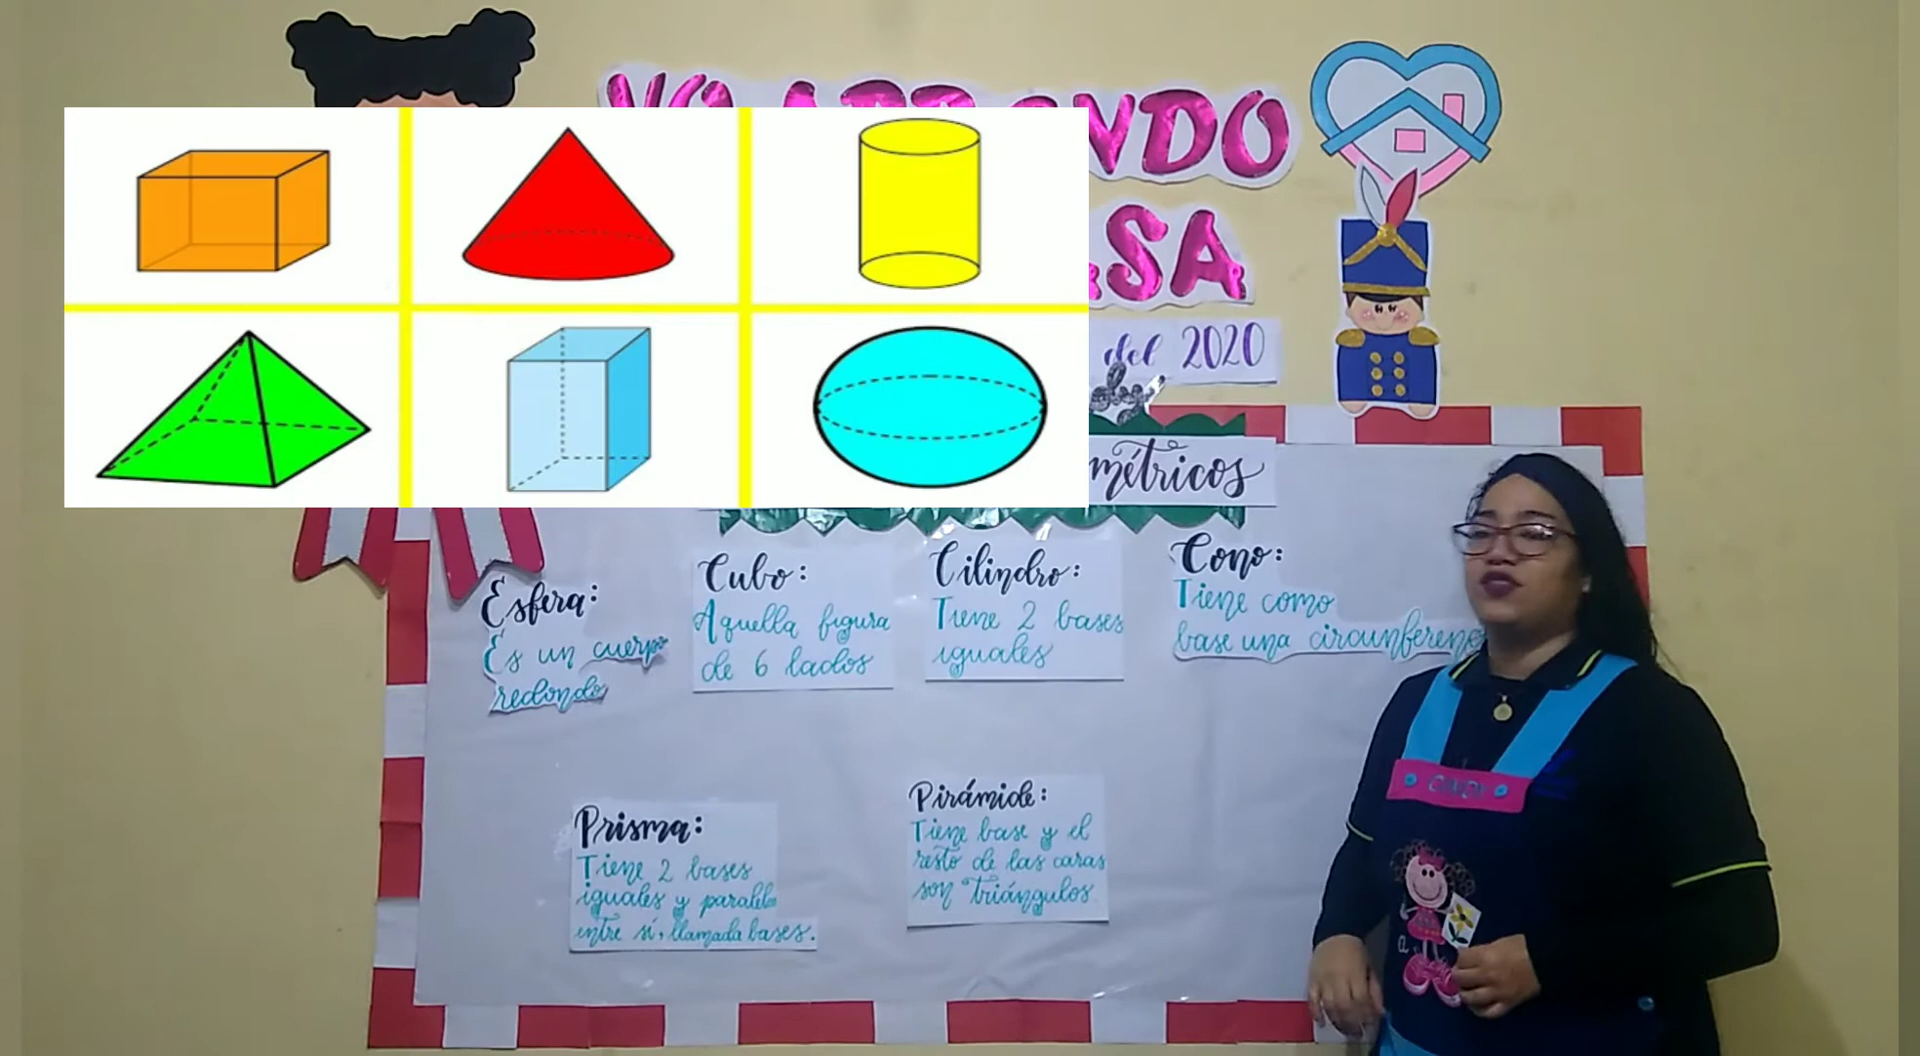 NDO
SA
del 2020
métricos
Esfera:
Es un cuerpo
redondo
Cubo:
Aquella figura
de 6 lados
Cilindro:
Tiene 2 bases
iguales
Cono:
Tiene como
base una circunferenc
Prisma:
Tiene 2 bases
iguales y paralelas
entre sí, llamada bases.
Pirámide:
Tiene base y el
resto de las caras
son triángulos.
CINDY